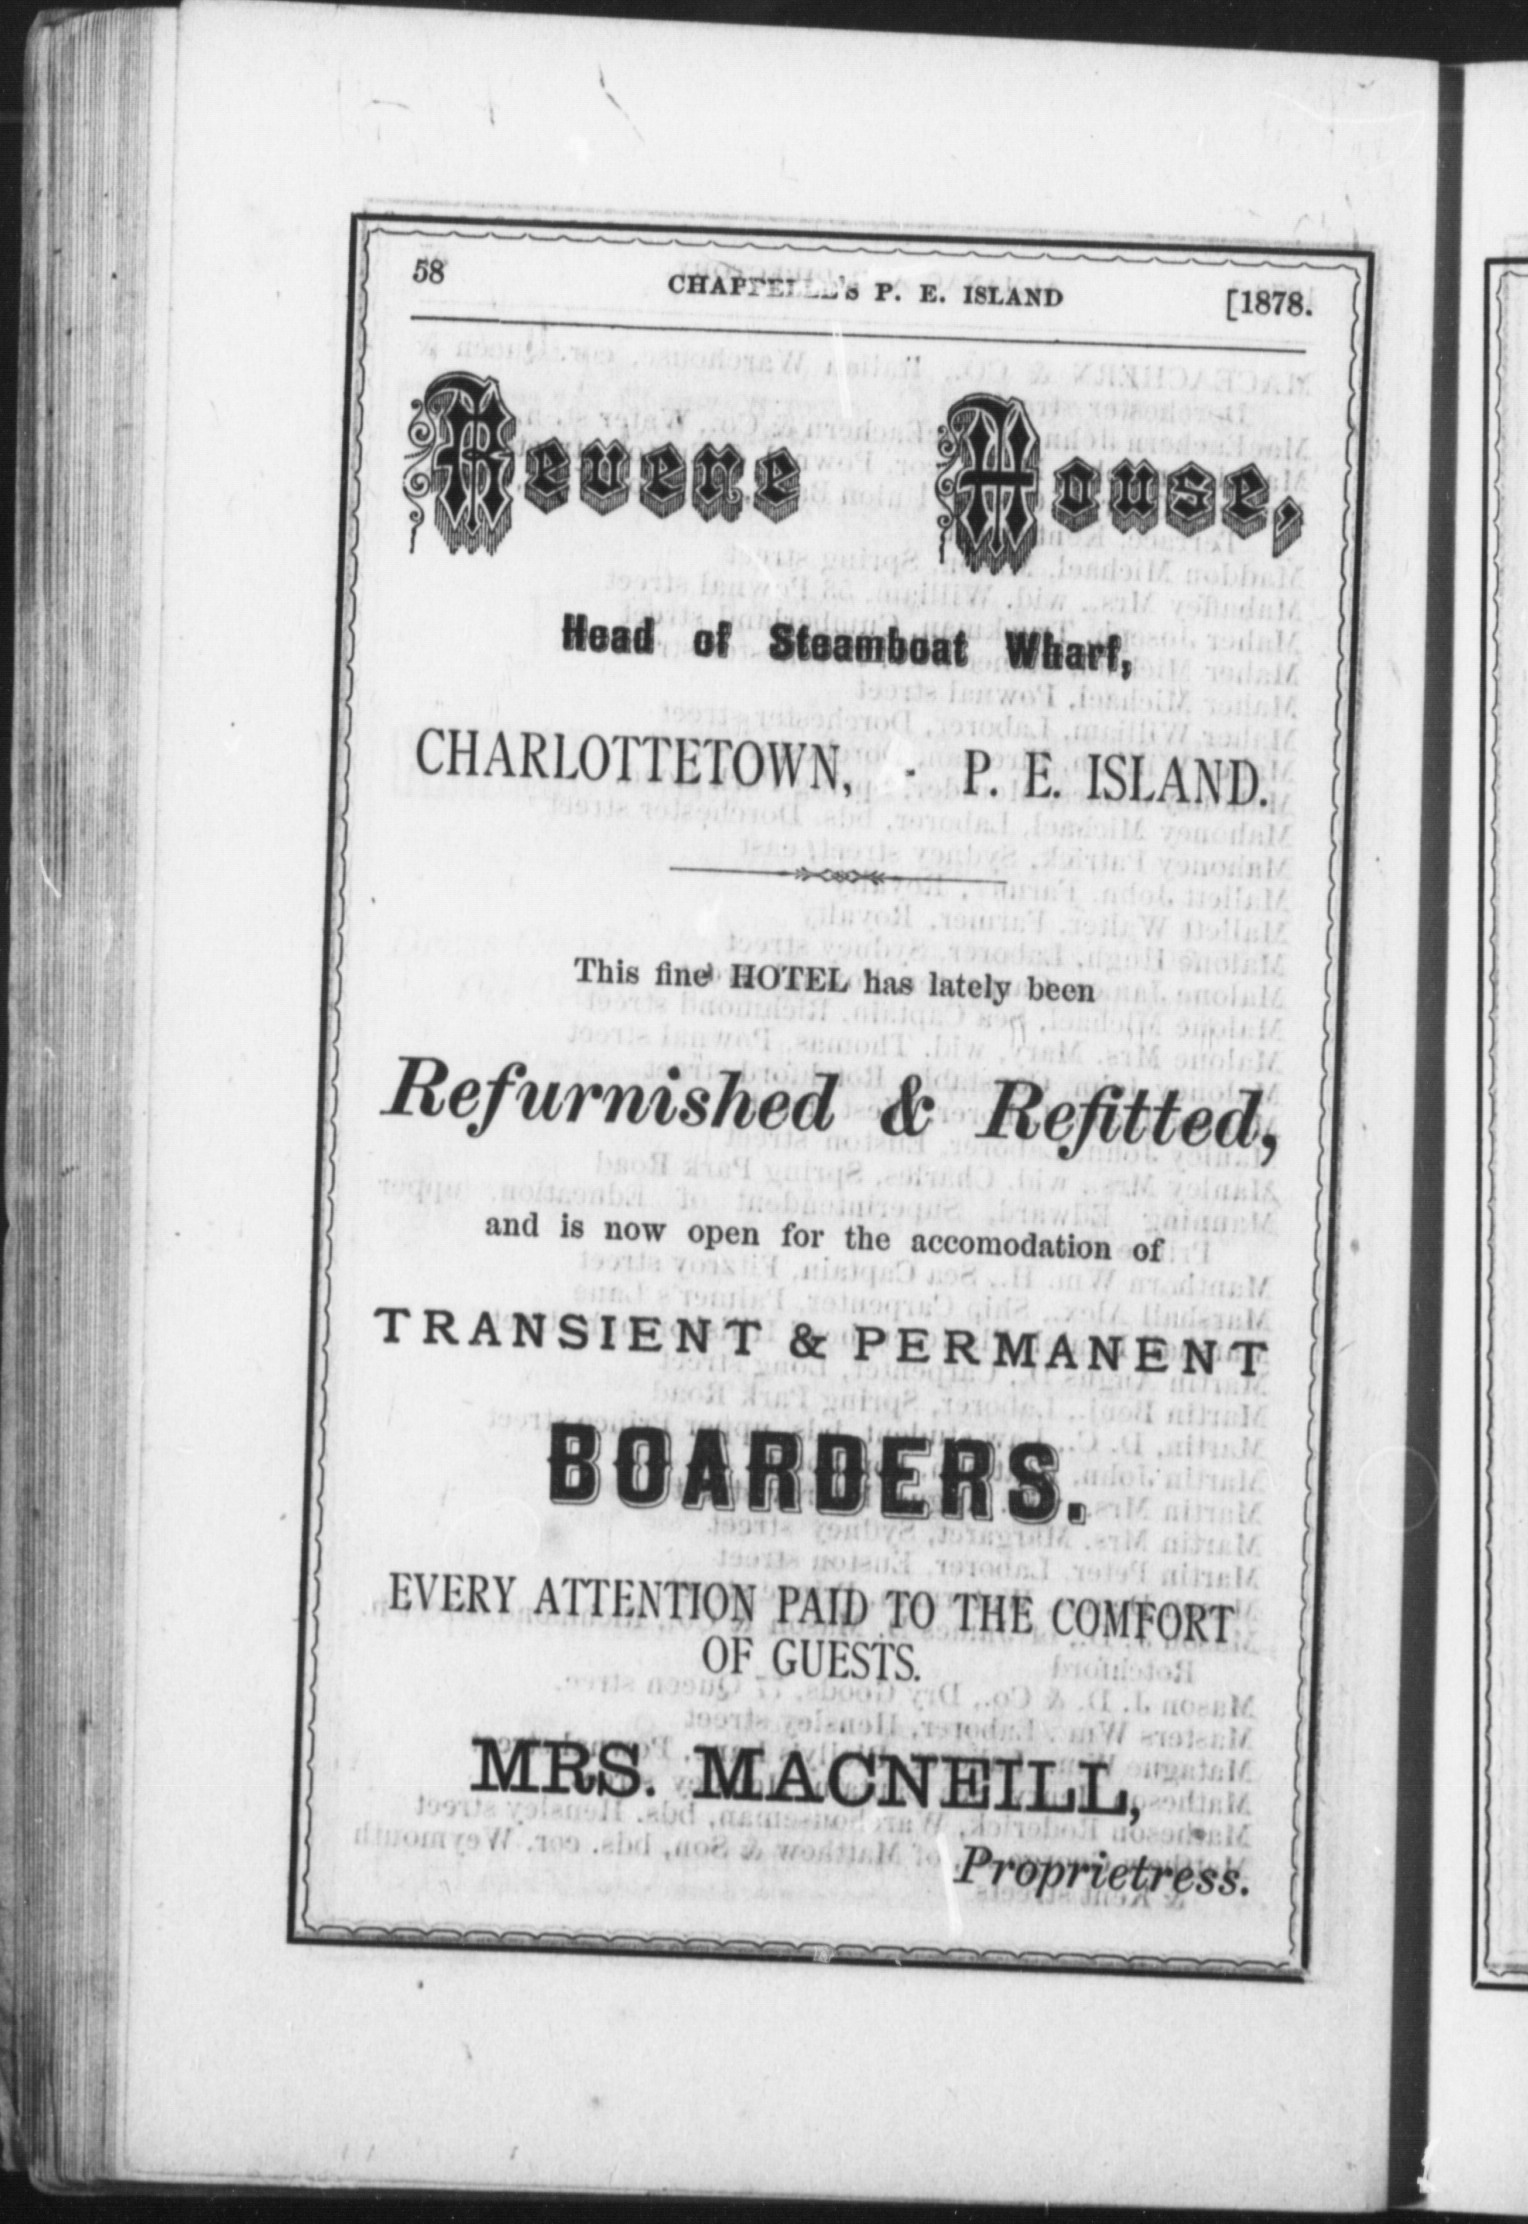 58
CHAPPELLE'S P. E. ISLAND
[1878.
Revere House,
Head of Steamboat Wharf,
CHARLOTTETOWN, - P. E. ISLAND.
This fine HOTEL has lately been
Refurnished & Refitted,
and is now open for the accomodation of
TRANSIENT & PERMANENT
BOARDERS.
EVERY ATTENTION PAID TO THE COMFORT
OF GUESTS.
MRS. MACNEILL,
Proprietress.